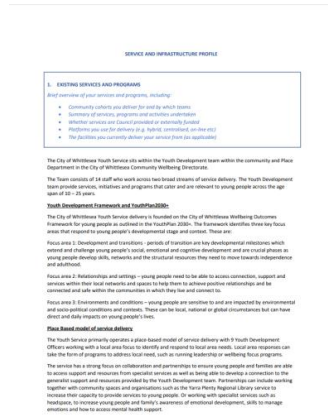 SERVICE AND INFRASTRUCTURE PROFILE
1. EXISTING SERVICES AND PROGRAMS
Brief overview of your services and programs, including:
• Community cohorts you deliver for and by which teams
• Summary of services, programs and activities undertaken
• Whether services are Council provided or externally funded
• Platforms you use for delivery (e.g. hybrid, centralised, on-line etc)
• The facilities you currently deliver your service from (as applicable)
The City of Whittlesea Youth Service sits within the Youth Development team within the community and Place
Department in the City of Whittlesea Community Wellbeing Directorate.
The Team consists of 14 staff who work across two broad streams of service delivery. The Youth Development
team provide services, initiatives and programs that cater and are relevant to young people across the age
span of 10 – 25 years.
Youth Development Framework and YouthPlan2030+
The City of Whittlesea Youth Service delivery is founded on the City of Whittlesea Wellbeing Outcomes
Framework for young people as outlined in the YouthPlan 2030+. The framework identifies three key focus
areas that respond to young people's developmental stage and context. These are:
Focus area 1: Development and transitions - periods of transition are key developmental milestones which
extend and challenge young people's social, emotional and cognitive development and are crucial phases as
young people develop skills, networks and the structural resources they need to move towards independence
and adulthood.
Focus area 2: Relationships and settings – young people need to be able to access connection, support and
services within their local networks and spaces to help them to achieve positive relationships and be
connected and safe within the communities in which they live and connect to.
Focus area 3: Environments and conditions – young people are sensitive to and are impacted by environmental
and socio-political conditions and contexts. These can be local, national or global circumstances but can have
direct and daily impacts on young people's lives.
Place Based model of service delivery
The Youth Service primarily operates a place-based model of service delivery with 9 Youth Development
Officers working with a local area focus to identify and respond to local area needs. Local area responses can
take the form of programs to address local need, such as running leadership or wellbeing focus programs.
The service has a strong focus on collaboration and partnerships to ensure young people and families are able
to access support and resources from specialist services as well as being able to develop a connection to the
generalist support and resources provided by the Youth Development team. Partnerships can include working
together with community spaces and organisations such as the Yarra Plenty Regional Library service to
increase their capacity to provide services to young people. Or working with specialist services such as
headspace, to increase young people and family's awareness of emotional development, skills to manage
emotions and how to access mental health support.